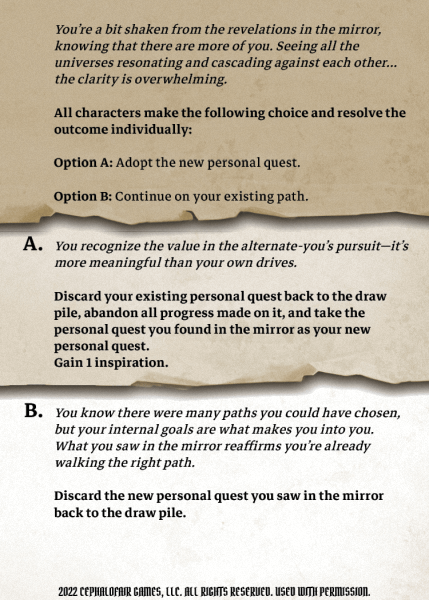 You're a bit shaken from the revelations in the mirror,
knowing that there are more of you. Seeing all the
universes resonating and cascading against each other...
the clarity is overwhelming.
All characters make the following choice and resolve the
outcome individually:
Option A: Adopt the new personal quest.
Option B: Continue on your existing path.
A. You recognize the value in the alternate-you's pursuit—it's
more meaningful than your own drives.
Discard your existing personal quest back to the draw
pile, abandon all progress made on it, and take the
personal quest you found in the mirror as your new
personal quest.
Gain 1 inspiration.
B. You know there were many paths you could have chosen,
but your internal goals are what makes you into you.
What you saw in the mirror reaffirms you're already
walking the right path.
Discard the new personal quest you saw in the mirror
back to the draw pile.
2022 CEPHALOFAIR GAMES, LLC. ALL RIGHTS RESERVED. USED WITH PERMISSION.